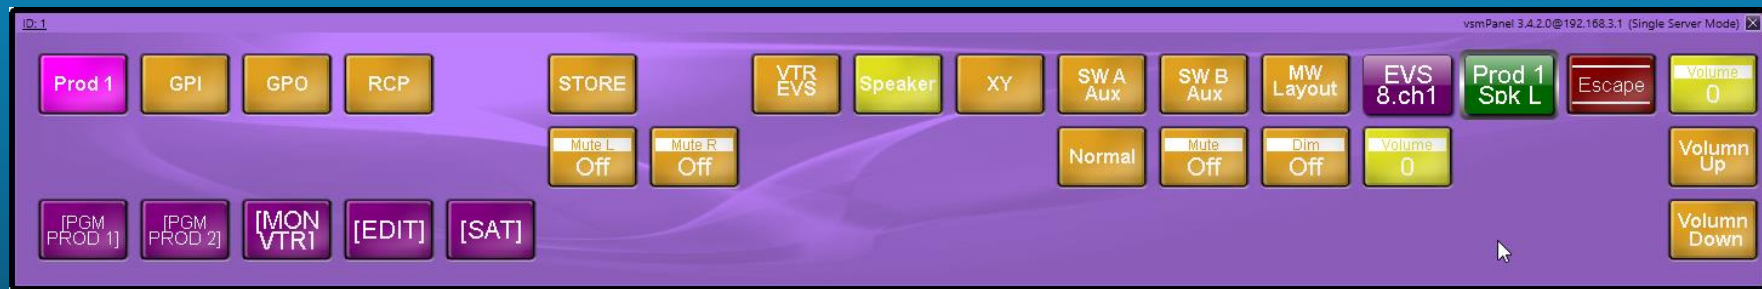 ID: 1
vsmPanel 3.4.2.0@192.168.3.1 (Single Server Mode)
Prod 1
GPI
GPO
RCP
STORE
VTR
EVS
Speaker
XY
SW A
Aux
SW B
Aux
MW
Layout
EVS
8.ch1
Prod 1
Spk L
Escape
Volume
0
Mute L
Off
Mute R
Off
Normal
Mute
Off
Dim
Off
Volume
0
Volumn
Up
[PGM
PROD 1]
[PGM
PROD 2]
[MON
VTR1
[EDIT]
[SAT]
Volumn
Down